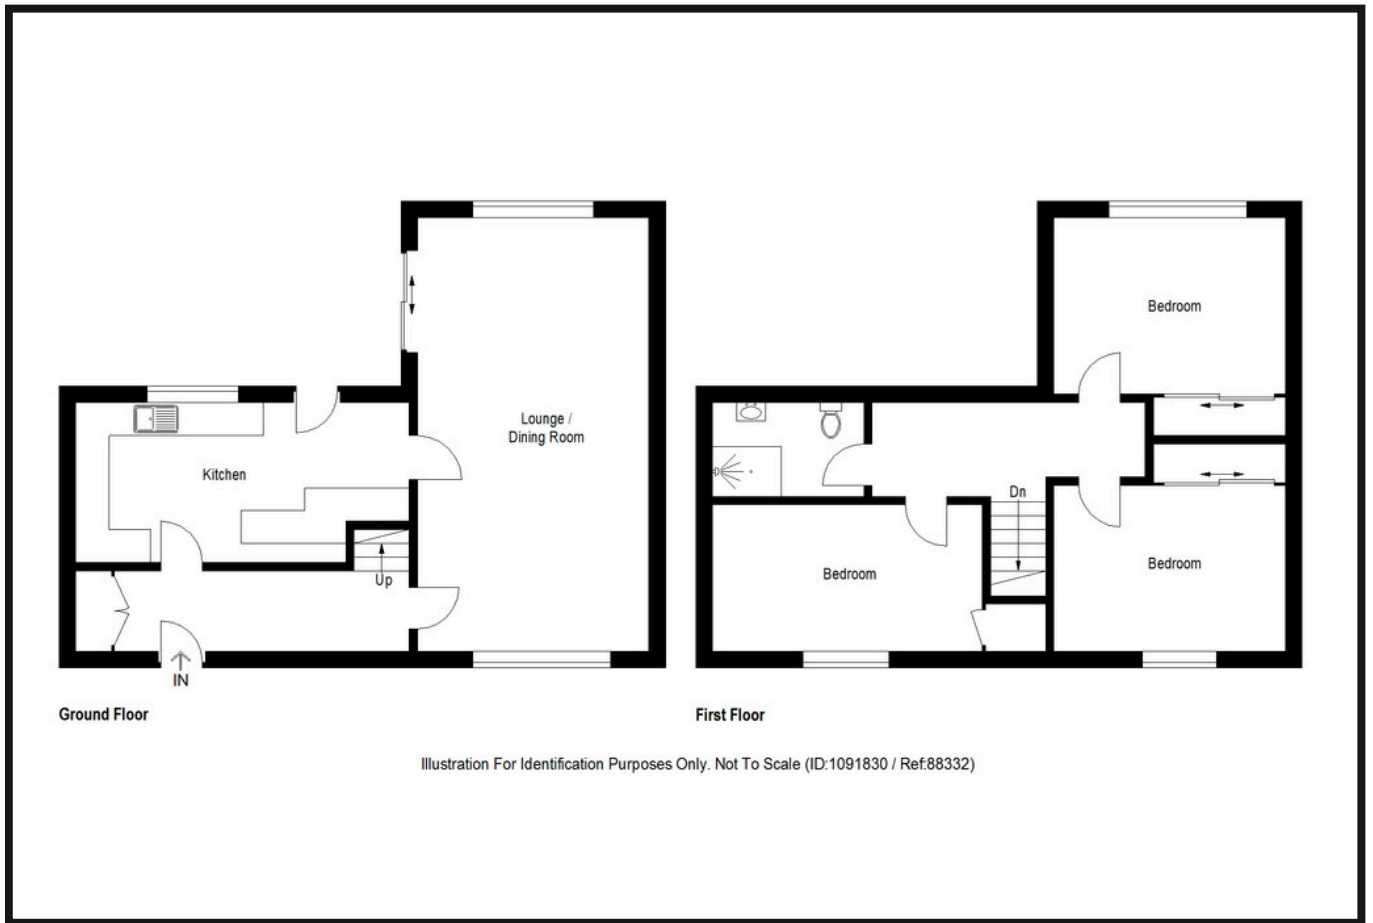 Lounge /
Dining Room
Kitchen
Up
IN
Ground Floor
Bedroom
Dn
Bedroom
Bedroom
First Floor
Illustration For Identification Purposes Only. Not To Scale (ID:1091830 / Ref:88332)